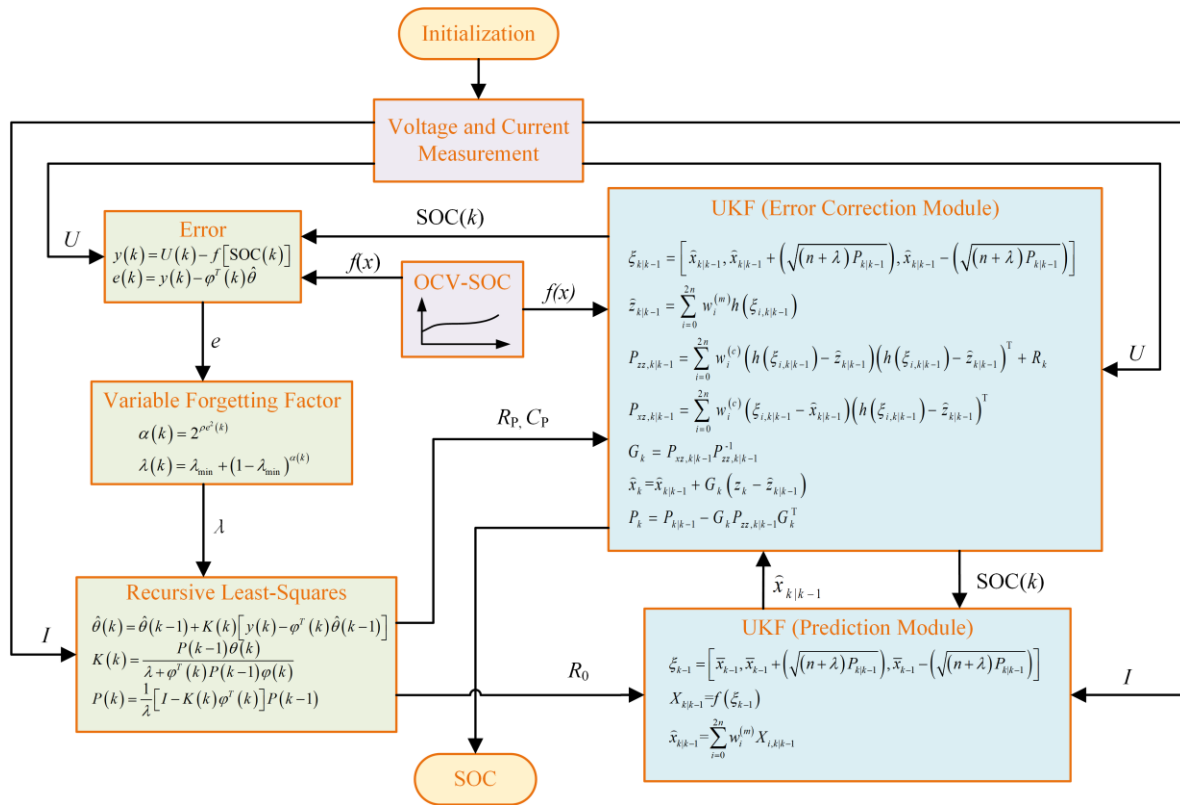 Initialization
Voltage and Current
Measurement
U
Error
y(k)=U(k)−f[SOC(k)]
e(k)=y(k)−φ^T(k)θ̂
SOC(k)
f(x)
OCV-SOC
f(x)
UKF (Error Correction Module)
ξ_{k|k−1} = [x̂_{k|k−1}, x̂_{k|k−1} + (√((n+λ)P_{k|k−1})), x̂_{k|k−1} − (√((n+λ)P_{k|k−1}))]
ẑ_{k|k−1} = ∑_{i=0}^{2n} w_i^{(m)} h(ξ_{i,k|k−1})
P_{zz,k|k−1} = ∑_{i=0}^{2n} w_i^{(c)} (h(ξ_{i,k|k−1}) − ẑ_{k|k−1})(h(ξ_{i,k|k−1}) − ẑ_{k|k−1})^T + R_k
P_{xz,k|k−1} = ∑_{i=0}^{2n} w_i^{(c)} (ξ_{i,k|k−1} − x̂_{k|k−1})(h(ξ_{i,k|k−1}) − ẑ_{k|k−1})^T
G_k = P_{xz,k|k−1} P_{zz,k|k−1}^{-1}
x̂_k = x̂_{k|k−1} + G_k (z_k − ẑ_{k|k−1})
P_k = P_{k|k−1} − G_k P_{zz,k|k−1} G_k^T
U
e
Variable Forgetting Factor
α(k) = 2^{ρe²(k)}
λ(k) = λ_min + (1−λ_min)^{α(k)}
R_P, C_P
λ
Recursive Least-Squares
θ̂(k)=θ̂(k−1)+K(k)[y(k)−φ^T(k)θ̂(k−1)]
K(k)=P(k−1)θ(k)/(λ+φ^T(k)P(k−1)φ(k))
P(k)=1/λ[I−K(k)φ^T(k)]P(k−1)
I
R_0
x̂_{k|k−1}
SOC(k)
UKF (Prediction Module)
ξ_{k-1} = [x̄_{k−1}, x̄_{k−1} + (√((n+λ)P_{k|k−1})), x̄_{k−1} − (√((n+λ)P_{k|k−1}))]
X_{k|k−1}=f(ξ_{k−1})
x̂_{k|k−1}=∑_{i=0}^{2n} w_i^{(m)} X_{i,k|k−1}
I
SOC